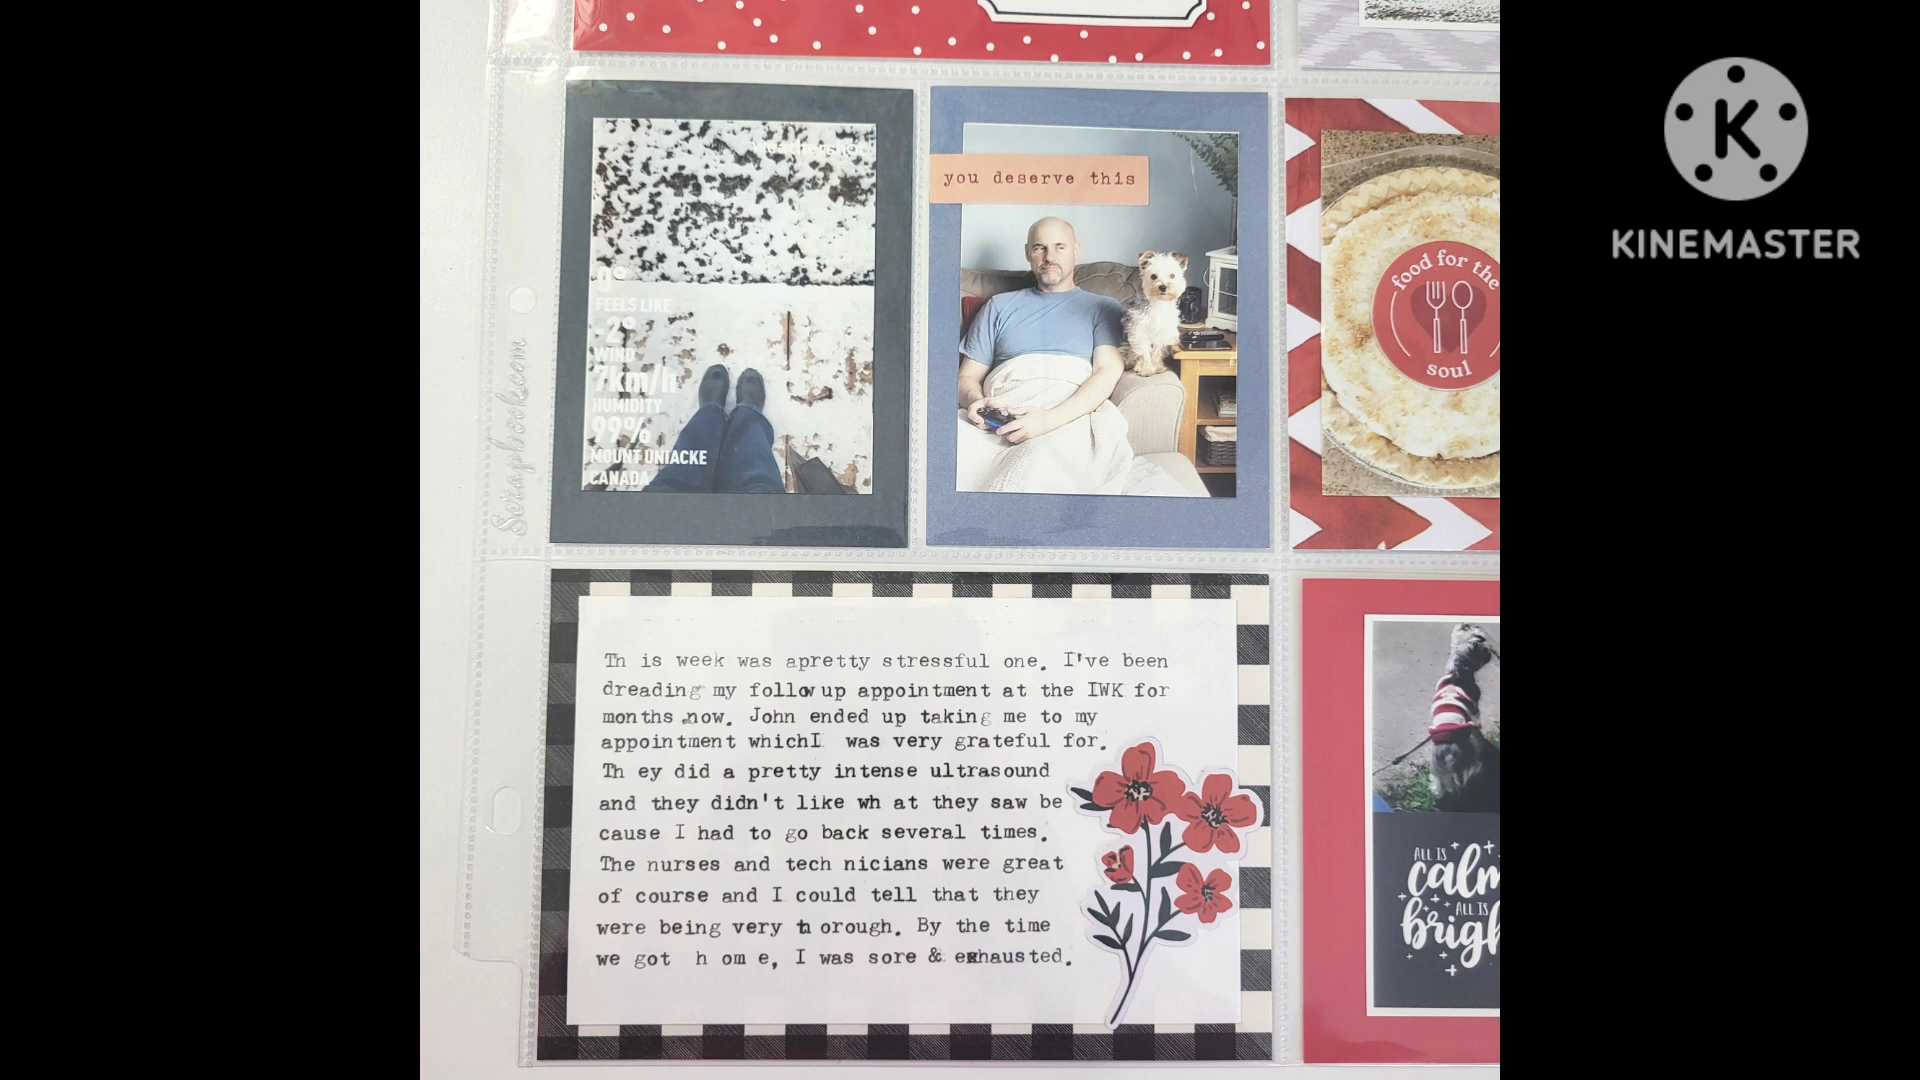 you deserve this
0°
FEELS LIKE
-2°
WIND
7km/h
HUMIDITY
99%
MOUNT UNIACKE
CANADA
food for the
soul
Scrapbook.com
KINEMASTER
Th is week was apretty stressful one. I've been
dreading my follow up appointment at the IWK for
months now. John ended up taking me to my
appointment whichI was very grateful for.
Th ey did a pretty intense ultrasound
and they didn't like wh at they saw be
cause I had to go back several times.
The nurses and tech nicians were great
of course and I could tell that they
were being very th orough. By the time
we got h om e, I was sore & exhausted.
ALL IS
calm
ALL IS
brigh